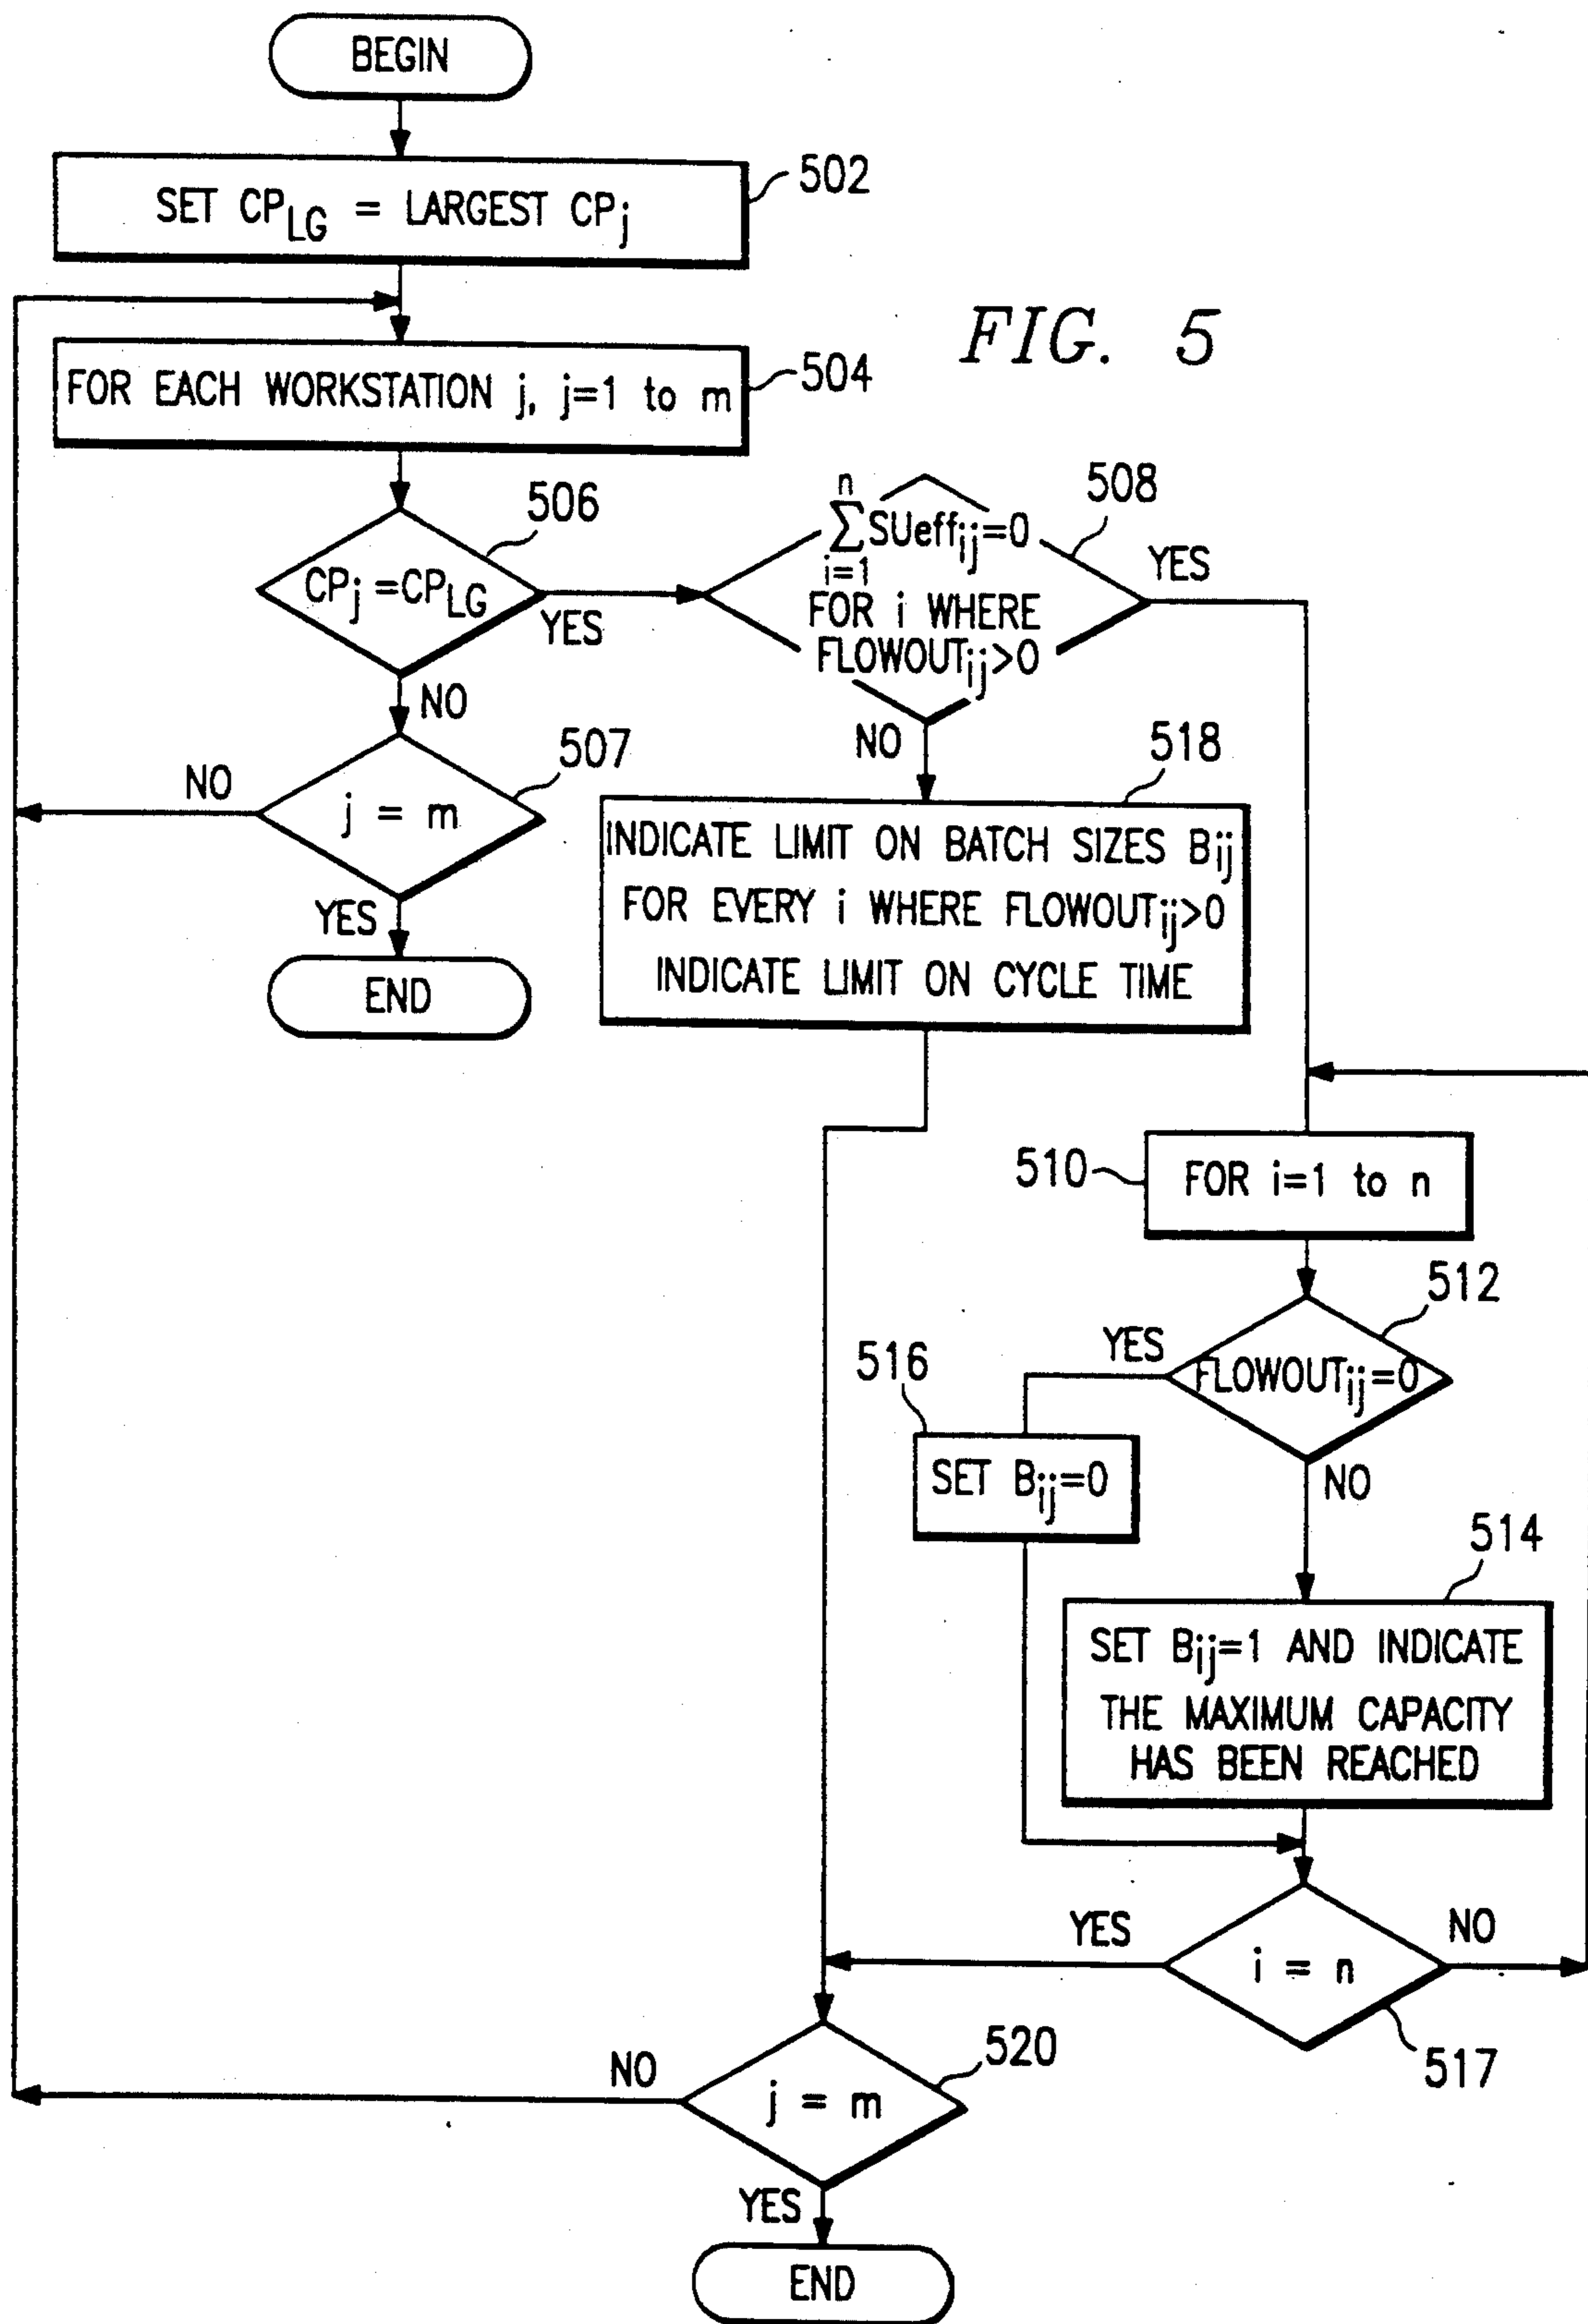 BEGIN
SET CP_LG = LARGEST CP_j
502
FIG. 5
FOR EACH WORKSTATION j, j=1 to m
504
506
CP_j =CP_LG
YES
NO
n
∑ SUeff_ij=0
i=1
FOR i WHERE
FLOWOUT_ij>0
508
YES
NO
507
j = m
NO
YES
END
518
INDICATE LIMIT ON BATCH SIZES B_ij
FOR EVERY i WHERE FLOWOUT_ij>0
INDICATE LIMIT ON CYCLE TIME
510
FOR i=1 to n
512
FLOWOUT_ij=0
YES
NO
516
SET B_ij=0
514
SET B_ij=1 AND INDICATE
THE MAXIMUM CAPACITY
HAS BEEN REACHED
YES
NO
i = n
517
520
NO
j = m
YES
END